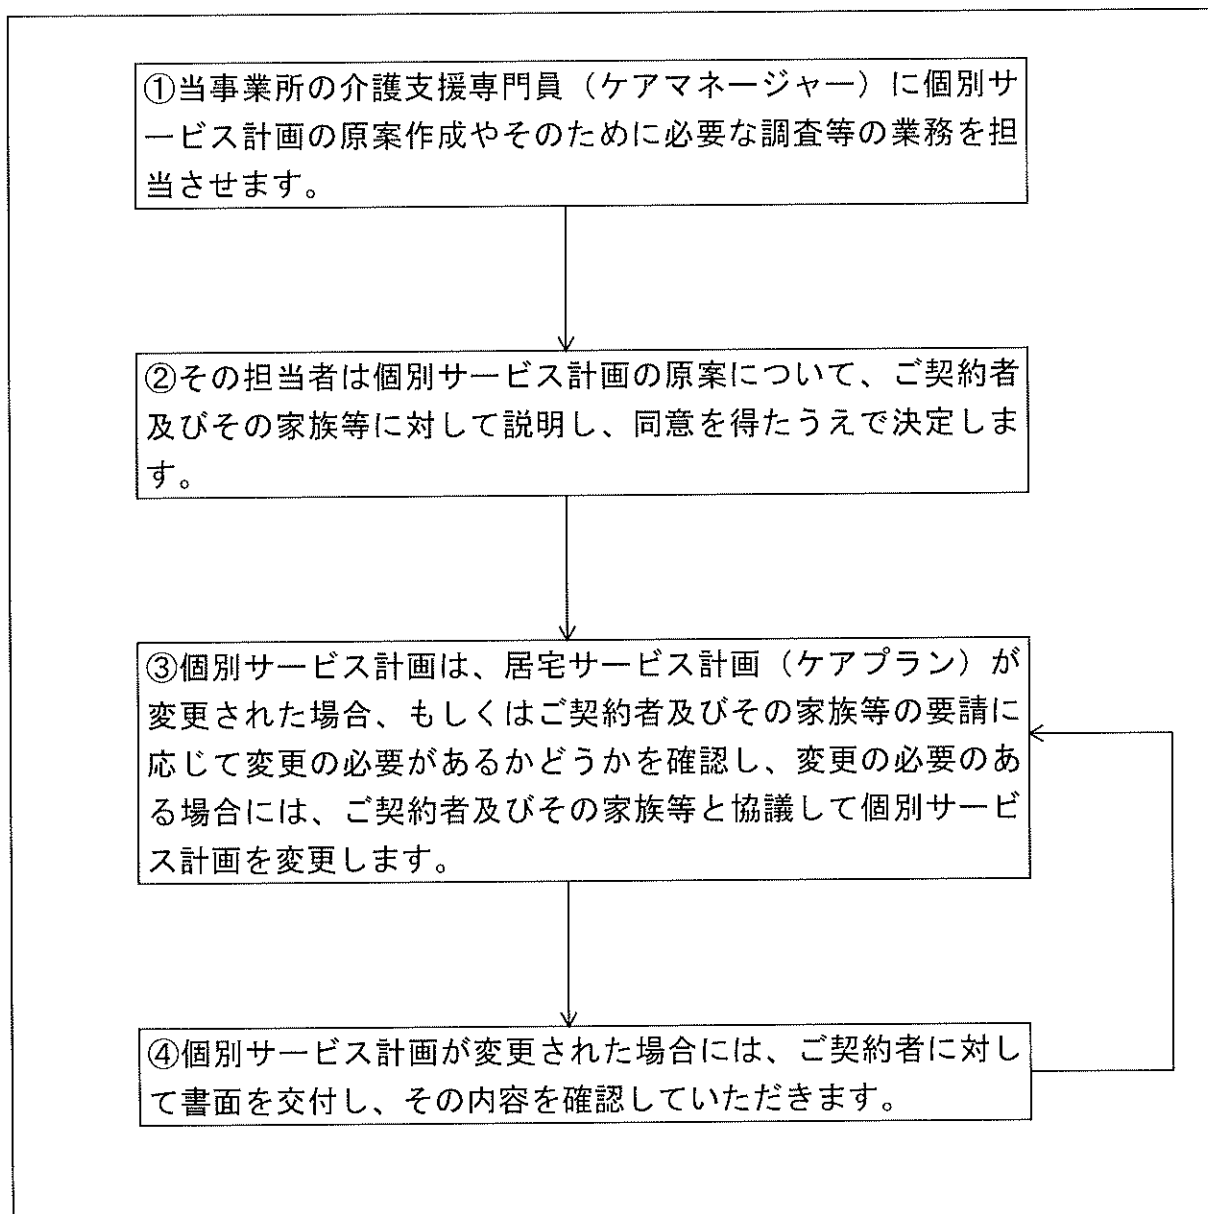 ①当事業所の介護支援専門員（ケアマネージャー）に個別サ
ービス計画の原案作成やそのために必要な調査等の業務を担
当させます。
②その担当者は個別サービス計画の原案について、ご契約者
及びその家族等に対して説明し、同意を得たうえで決定しま
す。
③個別サービス計画は、居宅サービス計画（ケアプラン）が
変更された場合、もしくはご契約者及びその家族等の要請に
応じて変更の必要があるかどうかを確認し、変更の必要のあ
る場合には、ご契約者及びその家族等と協議して個別サービ
ス計画を変更します。
④個別サービス計画が変更された場合には、ご契約者に対し
て書面を交付し、その内容を確認していただきます。